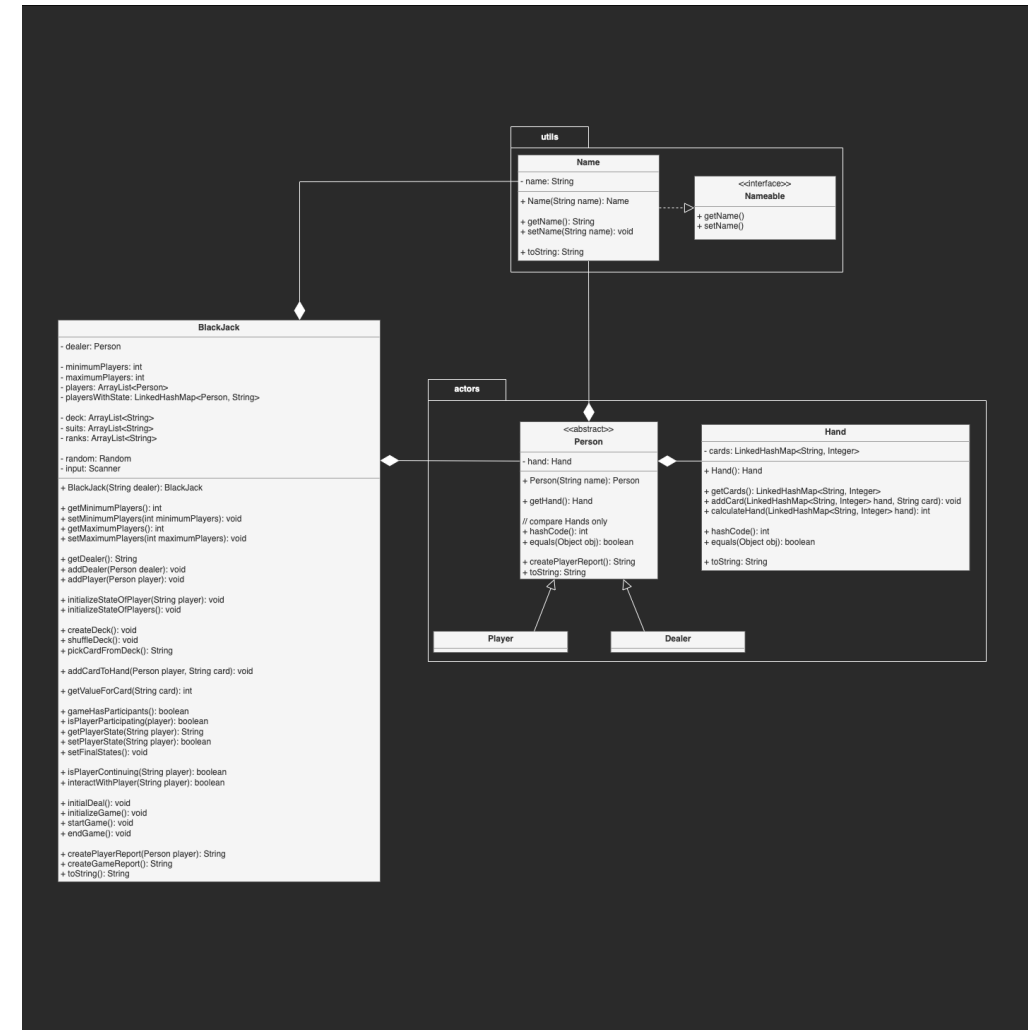 utils
Name
- name: String
+ Name(String name): Name
+ getName(): String
+ setName(String name): void
+ toString: String
<<interface>>
Nameable
+ getName()
+ setName()
BlackJack
- dealer: Person
- minimumPlayers: int
- maximumPlayers: int
- players: ArrayList<Person>
- playersWithState: LinkedHashMap<Person, String>
- deck: ArrayList<String>
- suits: ArrayList<String>
- ranks: ArrayList<String>
- random: Random
- input: Scanner
+ BlackJack(String dealer): BlackJack
+ getMinimumPlayers(): int
+ setMinimumPlayers(int minimumPlayers): void
+ getMaximumPlayers(): int
+ setMaximumPlayers(int maximumPlayers): void
+ getDealer(): String
+ addDealer(Person dealer): void
+ addPlayer(Person player): void
+ initializeStateOfPlayer(String player): void
+ initializeStateOfPlayers(): void
+ createDeck(): void
+ shuffleDeck(): void
+ pickCardFromDeck(): String
+ addCardToHand(Person player, String card): void
+ getValueForCard(String card): int
+ gameHasParticipants(): boolean
+ isPlayerParticipating(player): boolean
+ getPlayerState(String player): String
+ setPlayerState(String player): boolean
+ setFinalStates(): void
+ isPlayerContinuing(String player): boolean
+ interactWithPlayer(String player): boolean
+ initialDeal(): void
+ initializeGame(): void
+ startGame(): void
+ endGame(): void
+ createPlayerReport(Person player): String
+ createGameReport(): String
+ toString(): String
actors
<<abstract>>
Person
- hand: Hand
+ Person(String name): Person
+ getHand(): Hand
// compare Hands only
+ hashCode(): int
+ equals(Object obj): boolean
+ createPlayerReport(): String
+ toString: String
Hand
- cards: LinkedHashMap<String, Integer>
+ Hand(): Hand
+ getCards(): LinkedHashMap<String, Integer>
+ addCard(LinkedHashMap<String, Integer> hand, String card): void
+ calculateHand(LinkedHashMap<String, Integer> hand): int
+ hashCode(): int
+ equals(Object obj): boolean
+ toString: String
Player
Dealer